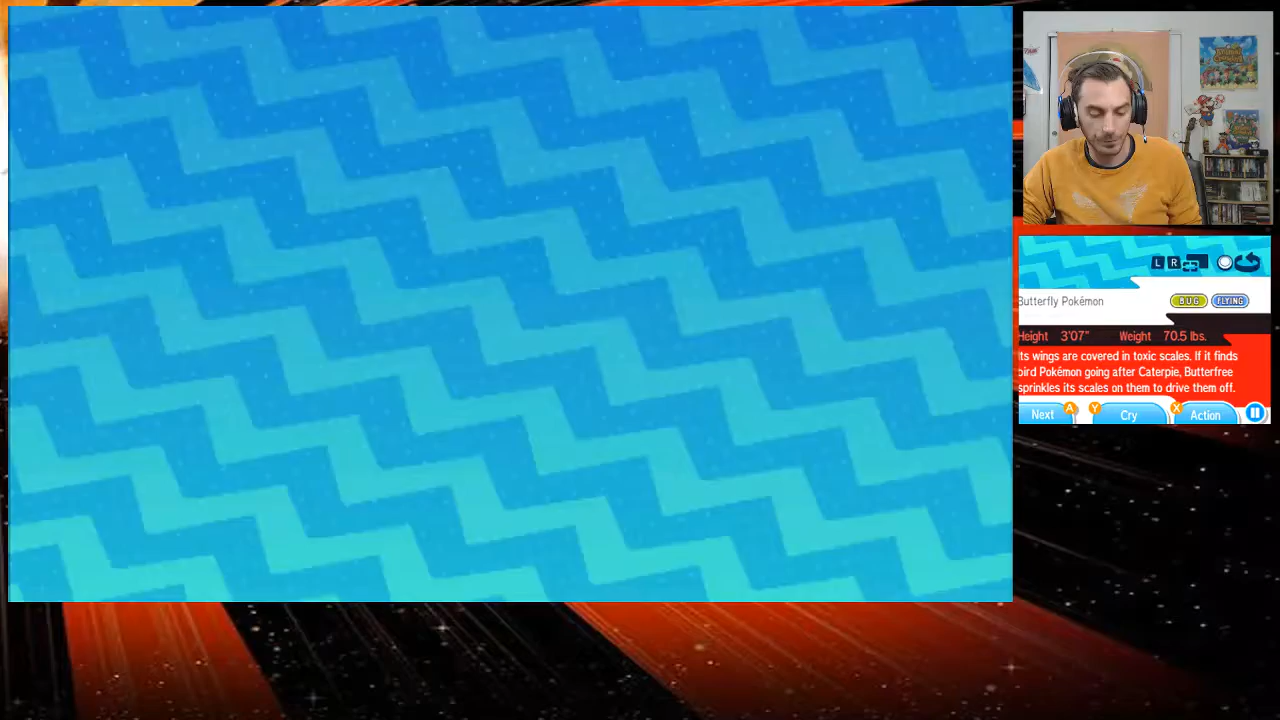 L R
Butterfly Pokémon BUG FLYING
Height 3'07" Weight 70.5 lbs.
Its wings are covered in toxic scales. If it finds
bird Pokémon going after Caterpie, Butterfree
sprinkles its scales on them to drive them off.
Next A Y Cry X Action